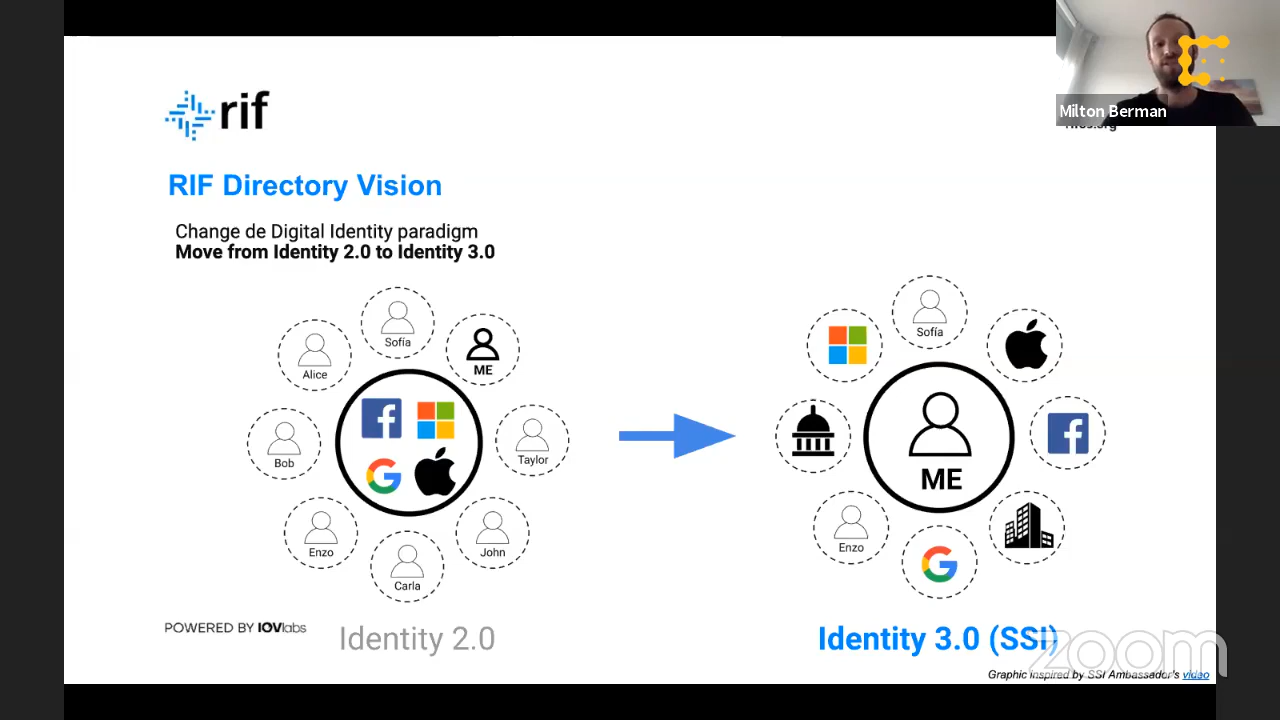 rif
Milton Berman
RIF Directory Vision
Change de Digital Identity paradigm
Move from Identity 2.0 to Identity 3.0
Sofía
Alice
ME
Bob
Taylor
Enzo
John
Carla
Sofía
ME
Enzo
POWERED BY IOVlabs
Identity 2.0
Identity 3.0 (SSI)
zoom
Graphic inspired by SSI Ambassador's video